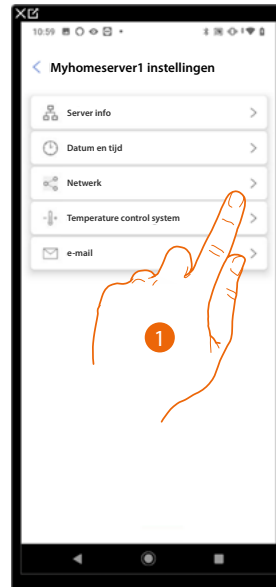 10:59
Myhomeserver1 instellingen
Server info
Datum en tijd
Netwerk
Temperature control system
e-mail
1